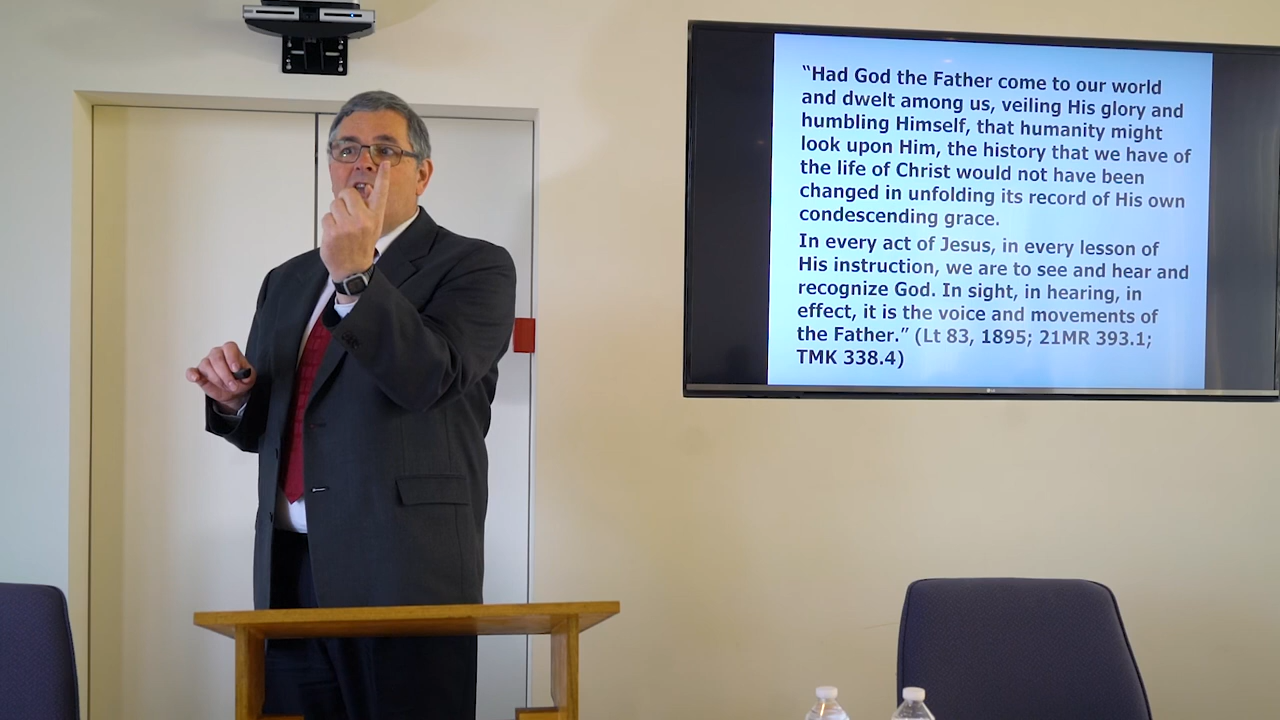 “Had God the Father come to our world
and dwelt among us, veiling His glory and
humbling Himself, that humanity might
look upon Him, the history that we have of
the life of Christ would not have been
changed in unfolding its record of His own
condescending grace.
In every act of Jesus, in every lesson of
His instruction, we are to see and hear and
recognize God. In sight, in hearing, in
effect, it is the voice and movements of
the Father.” (Lt 83, 1895; 21MR 393.1;
TMK 338.4)
LG